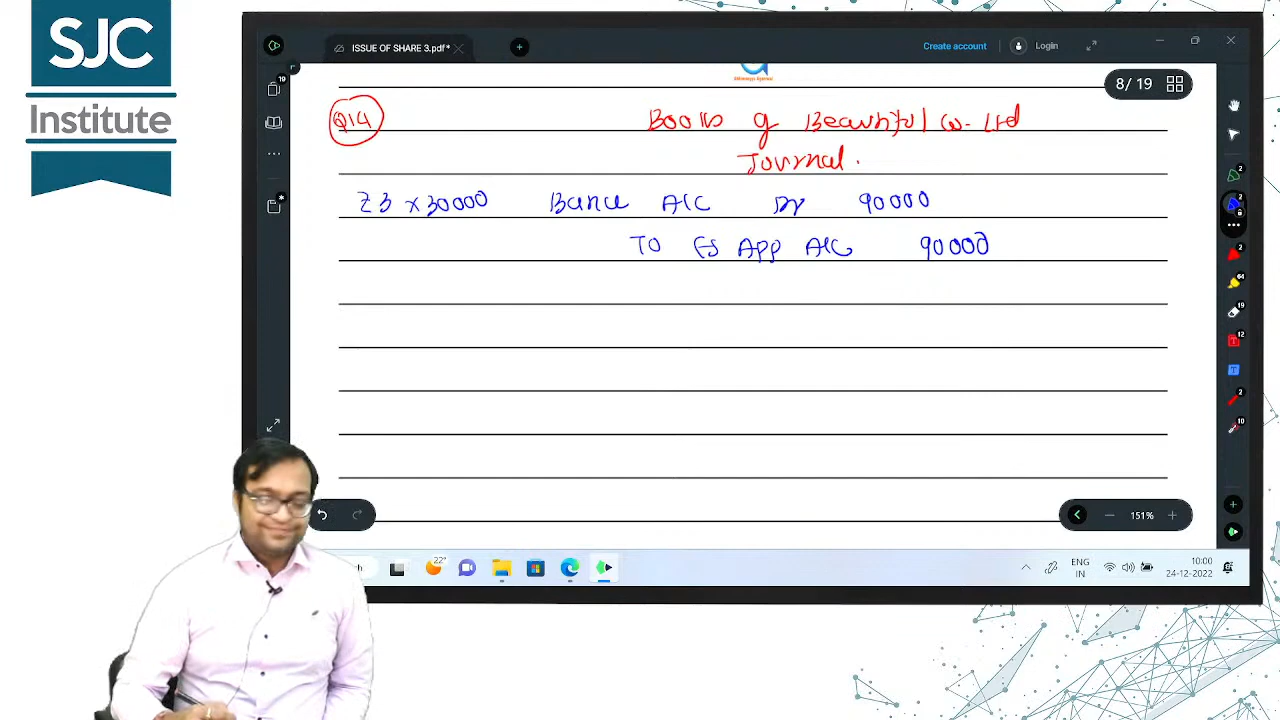 SJC
Institute
ISSUE OF SHARE 3.pdf*
Create account
Login
8/ 19
Q14
Books of Beautiful Co. Ltd
Journal.
₹3 x 30000 Bank A/C Dr 90000
To ES App A/C 90000
151%
22°
ENG
IN
10:00
24-12-2022